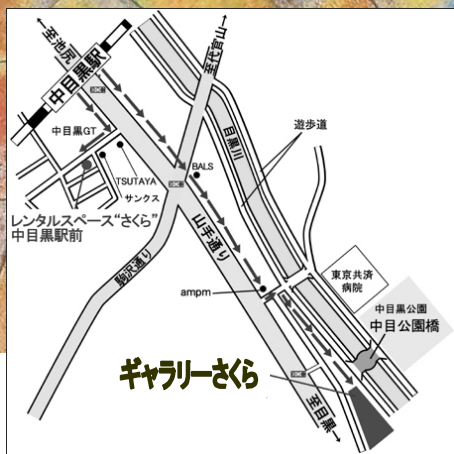 至池尻
中目黒駅
至代官山
中目黒GT
目黒川
遊歩道
TSUTAYA
サンクス
BALS
レンタルスペース“さくら”
中目黒駅前
山手通り
駒沢通り
ampm
東京共済
病院
中目黒公園
中目公園橋
ギャラリーさくら
至目黒